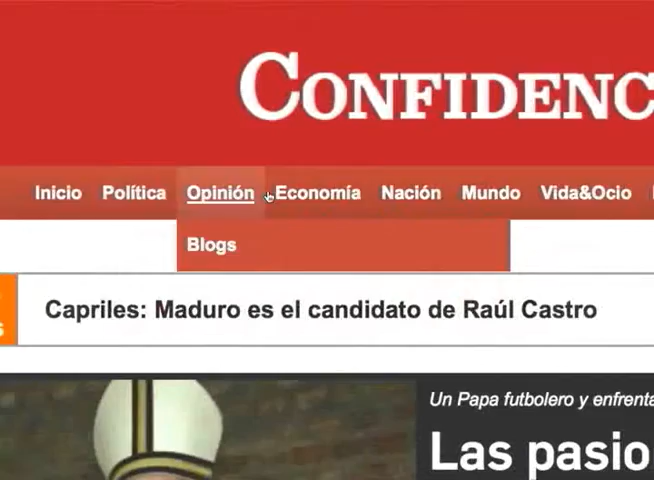 CONFIDENC
Inicio Política Opinión Economía Nación Mundo Vida&Ocio
Blogs
Capriles: Maduro es el candidato de Raúl Castro
Un Papa futbolero y enfrenta
Las pasio